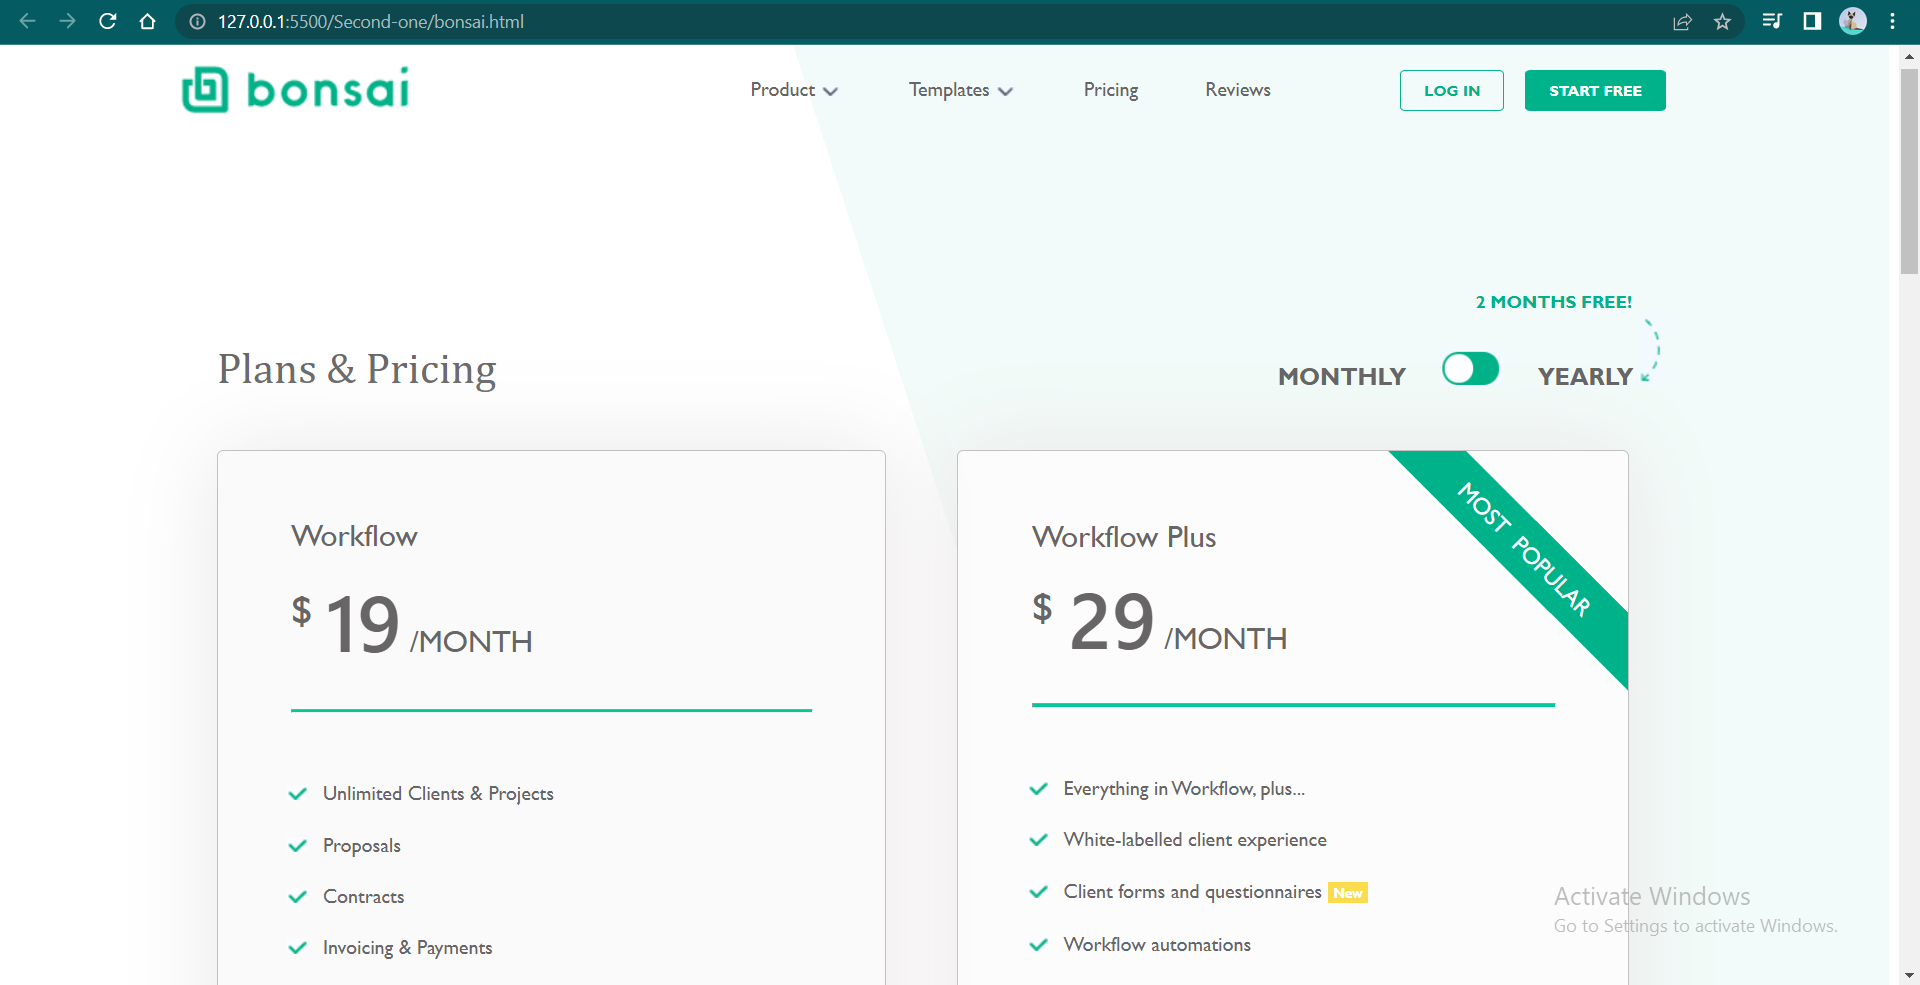 127.0.0.1:5500/Second-one/bonsai.html
bonsai
Product Templates Pricing Reviews LOG IN START FREE
2 MONTHS FREE!
Plans & Pricing
MONTHLY YEARLY
Workflow
$ 19 /MONTH
Unlimited Clients & Projects
Proposals
Contracts
Invoicing & Payments
MOST POPULAR
Workflow Plus
$ 29 /MONTH
Everything in Workflow, plus...
White-labelled client experience
Client forms and questionnaires New
Workflow automations
Activate Windows
Go to Settings to activate Windows.